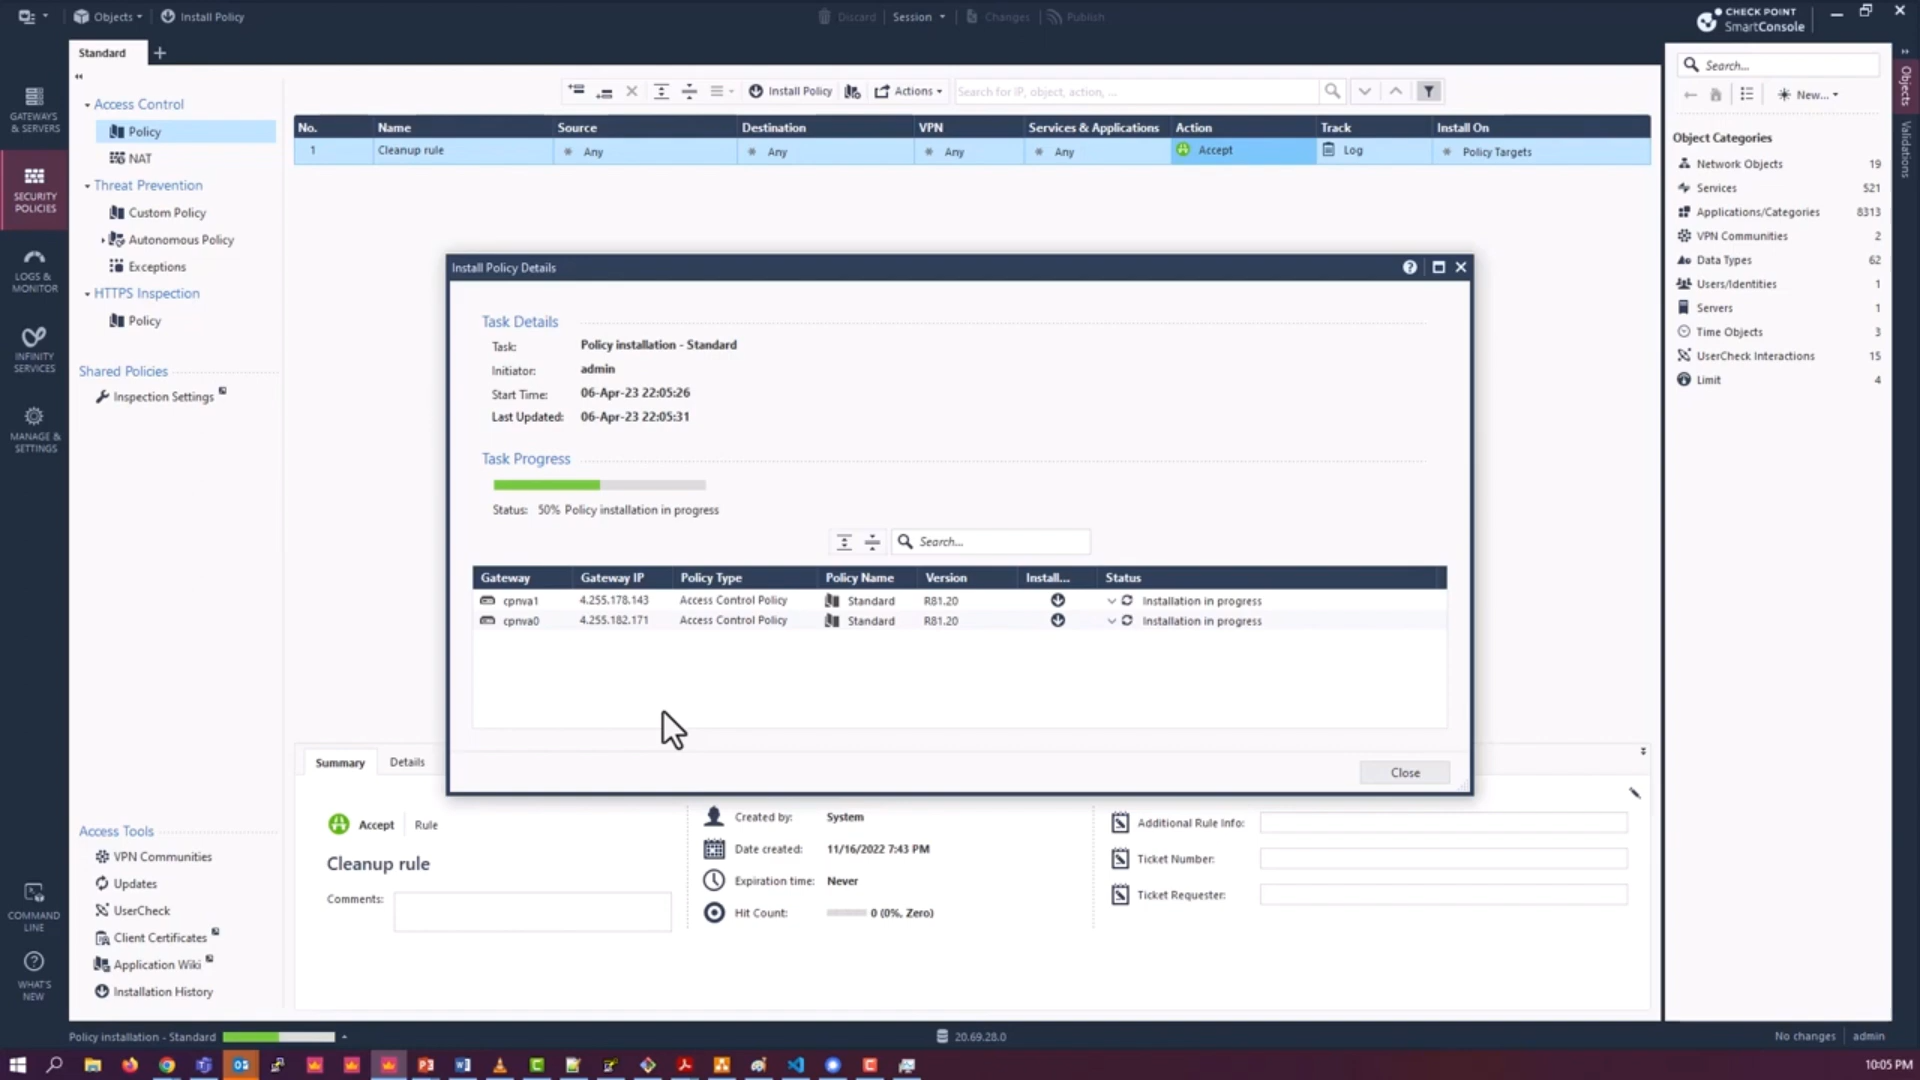 Objects
Install Policy
Discard
Session
Changes
Publish
CHECK POINT
SmartConsole
Standard
GATEWAYS
& SERVERS
SECURITY
POLICIES
LOGS &
MONITOR
INFINITY
SERVICES
MANAGE &
SETTINGS
COMMAND
LINE
WHAT'S
NEW
Access Control
Policy
NAT
Threat Prevention
Custom Policy
Autonomous Policy
Exceptions
HTTPS Inspection
Policy
Shared Policies
Inspection Settings
Access Tools
VPN Communities
Updates
UserCheck
Client Certificates
Application Wiki
Installation History
Install Policy
Actions
Search for IP, object, action, ...
No. Name Source Destination VPN Services & Applications Action Track Install On
1 Cleanup rule Any Any Any Any Accept Log Policy Targets
Install Policy Details
Task Details
Task: Policy installation - Standard
Initiator: admin
Start Time: 06-Apr-23 22:05:26
Last Updated: 06-Apr-23 22:05:31
Task Progress
Status: 50% Policy installation in progress
Search...
Gateway Gateway IP Policy Type Policy Name Version Install... Status
cpnva1 4.255.178.143 Access Control Policy Standard R81.20 Installation in progress
cpnva0 4.255.182.171 Access Control Policy Standard R81.20 Installation in progress
Close
Summary Details
Accept Rule
Cleanup rule
Comments:
Created by: System
Date created: 11/16/2022 7:43 PM
Expiration time: Never
Hit Count: 0 (0%, Zero)
Additional Rule Info:
Ticket Number:
Ticket Requester:
Search...
New...
Object Categories
Network Objects 19
Services 521
Applications/Categories 8313
VPN Communities 2
Data Types 62
Users/Identities 1
Servers 1
Time Objects 3
UserCheck Interactions 15
Limit 4
Objects
Validations
Policy installation - Standard
20.69.28.0
No changes
admin
10:05 PM